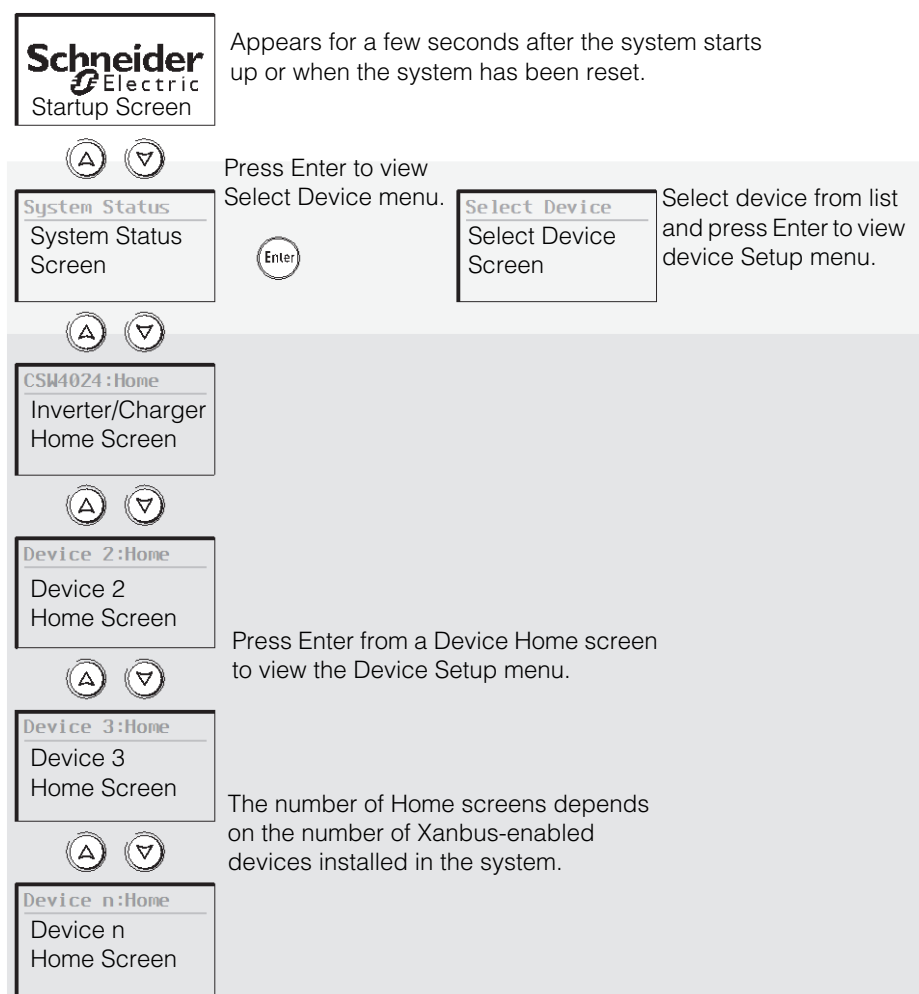 Schneider
Electric
Startup Screen
Appears for a few seconds after the system starts
up or when the system has been reset.
System Status
System Status
Screen
Press Enter to view
Select Device menu.
Enter
Select Device
Select Device
Screen
Select device from list
and press Enter to view
device Setup menu.
CSW4024:Home
Inverter/Charger
Home Screen
Device 2:Home
Device 2
Home Screen
Press Enter from a Device Home screen
to view the Device Setup menu.
Device 3:Home
Device 3
Home Screen
The number of Home screens depends
on the number of Xanbus-enabled
devices installed in the system.
Device n:Home
Device n
Home Screen